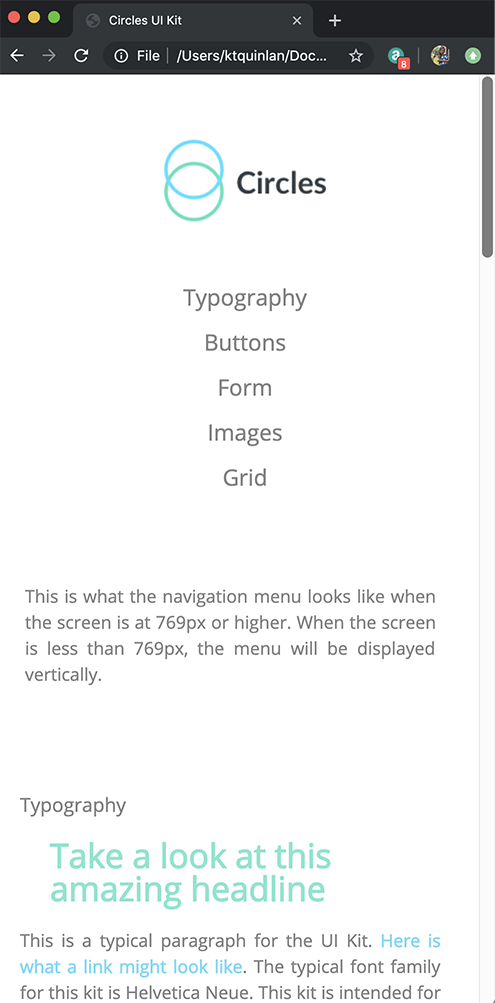 Circles UI Kit
File
/Users/ktquinlan/Doc...
8
Circles
Typography
Buttons
Form
Images
Grid
This is what the navigation menu looks like when
the screen is at 769px or higher. When the screen
is less than 769px, the menu will be displayed
vertically.
Typography
Take a look at this
amazing headline
This is a typical paragraph for the UI Kit. Here is
what a link might look like. The typical font family
for this kit is Helvetica Neue. This kit is intended for